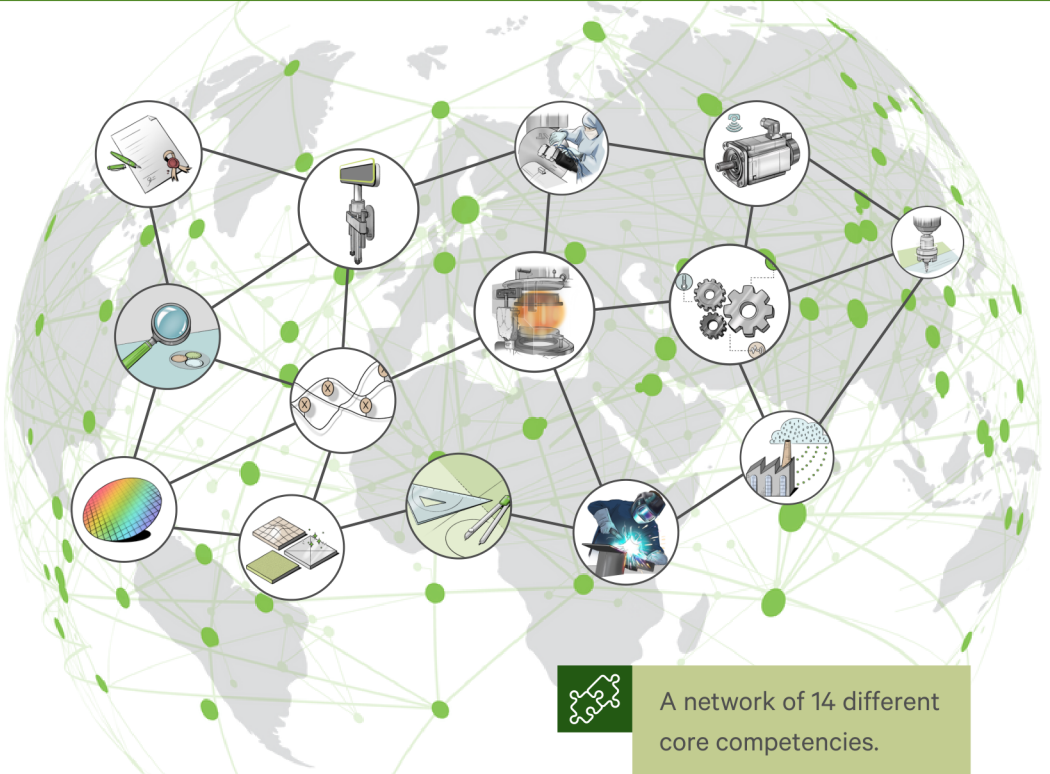 X
X
X
X
A network of 14 different
core competencies.